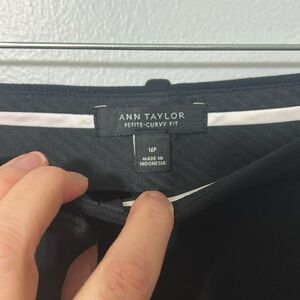 ANN TAYLOR
PETITE-CURVY FIT
16P
MADE IN
INDONESIA